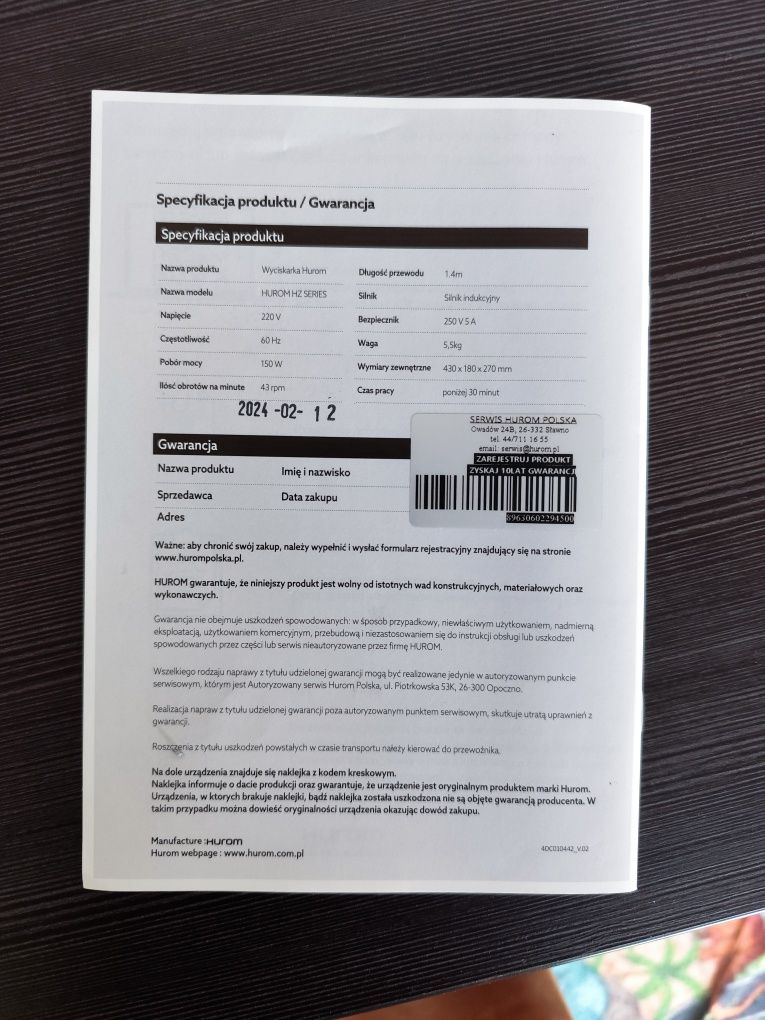 Specyfikacja produktu / Gwarancja
Specyfikacja produktu
Nazwa produktu Wyciskarka Hurom
Nazwa modelu HUROM HZ SERIES
Napięcie 220 V
Częstotliwość 60 Hz
Pobór mocy 150 W
Ilość obrotów na minute 43 rpm
Długość przewodu 1.4m
Silnik Silnik indukcyjny
Bezpiecznik 250 V 5 A
Waga 5,5kg
Wymiary zewnętrzne 430 x 180 x 270 mm
Czas pracy poniżej 30 minut
2024 -02- 12
SERWIS HUROM POLSKA
Owadów 24B, 26-332 Sławno
tel. 44/711 16 55
email: serwis@hurom.pl
ZAREJESTRUJ PRODUKT
ZYSKAJ 10LAT GWARANCJI
89630602294500
Gwarancja
Nazwa produktu Imię i nazwisko
Sprzedawca Data zakupu
Adres
Ważne: aby chronić swój zakup, należy wypełnić i wysłać formularz rejestracyjny znajdujący się na stronie
www.hurompolska.pl.
HUROM gwarantuje, że niniejszy produkt jest wolny od istotnych wad konstrukcyjnych, materiałowych oraz
wykonawczych.
Gwarancja nie obejmuje uszkodzeń spowodowanych: w sposób przypadkowy, niewłaściwym użytkowaniem, nadmierną
eksploatacją, użytkowaniem komercyjnym, przebudową i niezastosowaniem się do instrukcji obsługi lub uszkodzeń
spowodowanych przez części lub serwis nieautoryzowane przez firmę HUROM.
Wszelkiego rodzaju naprawy z tytułu udzielonej gwarancji mogą być realizowane jedynie w autoryzowanym punkcie
serwisowym, którym jest Autoryzowany serwis Hurom Polska, ul. Piotrkowska 53K, 26-300 Opoczno.
Realizacja napraw z tytułu udzielonej gwarancji poza autoryzowanym punktem serwisowym, skutkuje utratą uprawnień z
gwarancji.
Roszczenia z tytułu uszkodzeń powstałych w czasie transportu należy kierować do przewoźnika.
Na dole urządzenia znajduje się naklejka z kodem kreskowym.
Naklejka informuje o dacie produkcji oraz gwarantuje, że urządzenie jest oryginalnym produktem marki Hurom.
Urządzenia, w ktorych brakuje naklejki, bądź naklejka została uszkodzona nie są objęte gwarancją producenta. W
takim przypadku można dowieść oryginalności urządzenia okazując dowód zakupu.
Manufacture :HUROM
Hurom webpage : www.hurom.com.pl
4DC010442_V.02